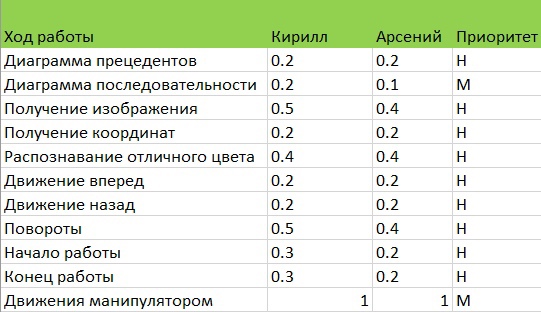 Ход работы Кирилл Арсений Приоритет
Диаграмма прецедентов 0.2 0.2 H
Диаграмма последовательности 0.2 0.1 M
Получение изображения 0.5 0.4 H
Получение координат 0.2 0.2 H
Распознавание отличного цвета 0.4 0.4 H
Движение вперед 0.2 0.2 H
Движение назад 0.2 0.2 H
Повороты 0.5 0.4 H
Начало работы 0.3 0.2 H
Конец работы 0.3 0.2 H
Движения манипулятором 1 1 M